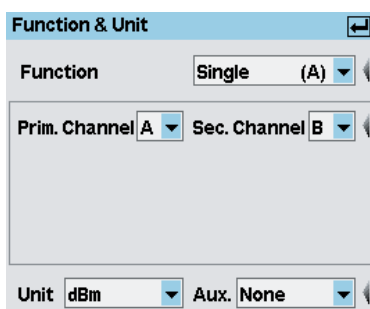 Function & Unit
Function Single (A)
Prim. Channel A Sec. Channel B
Unit dBm Aux. None